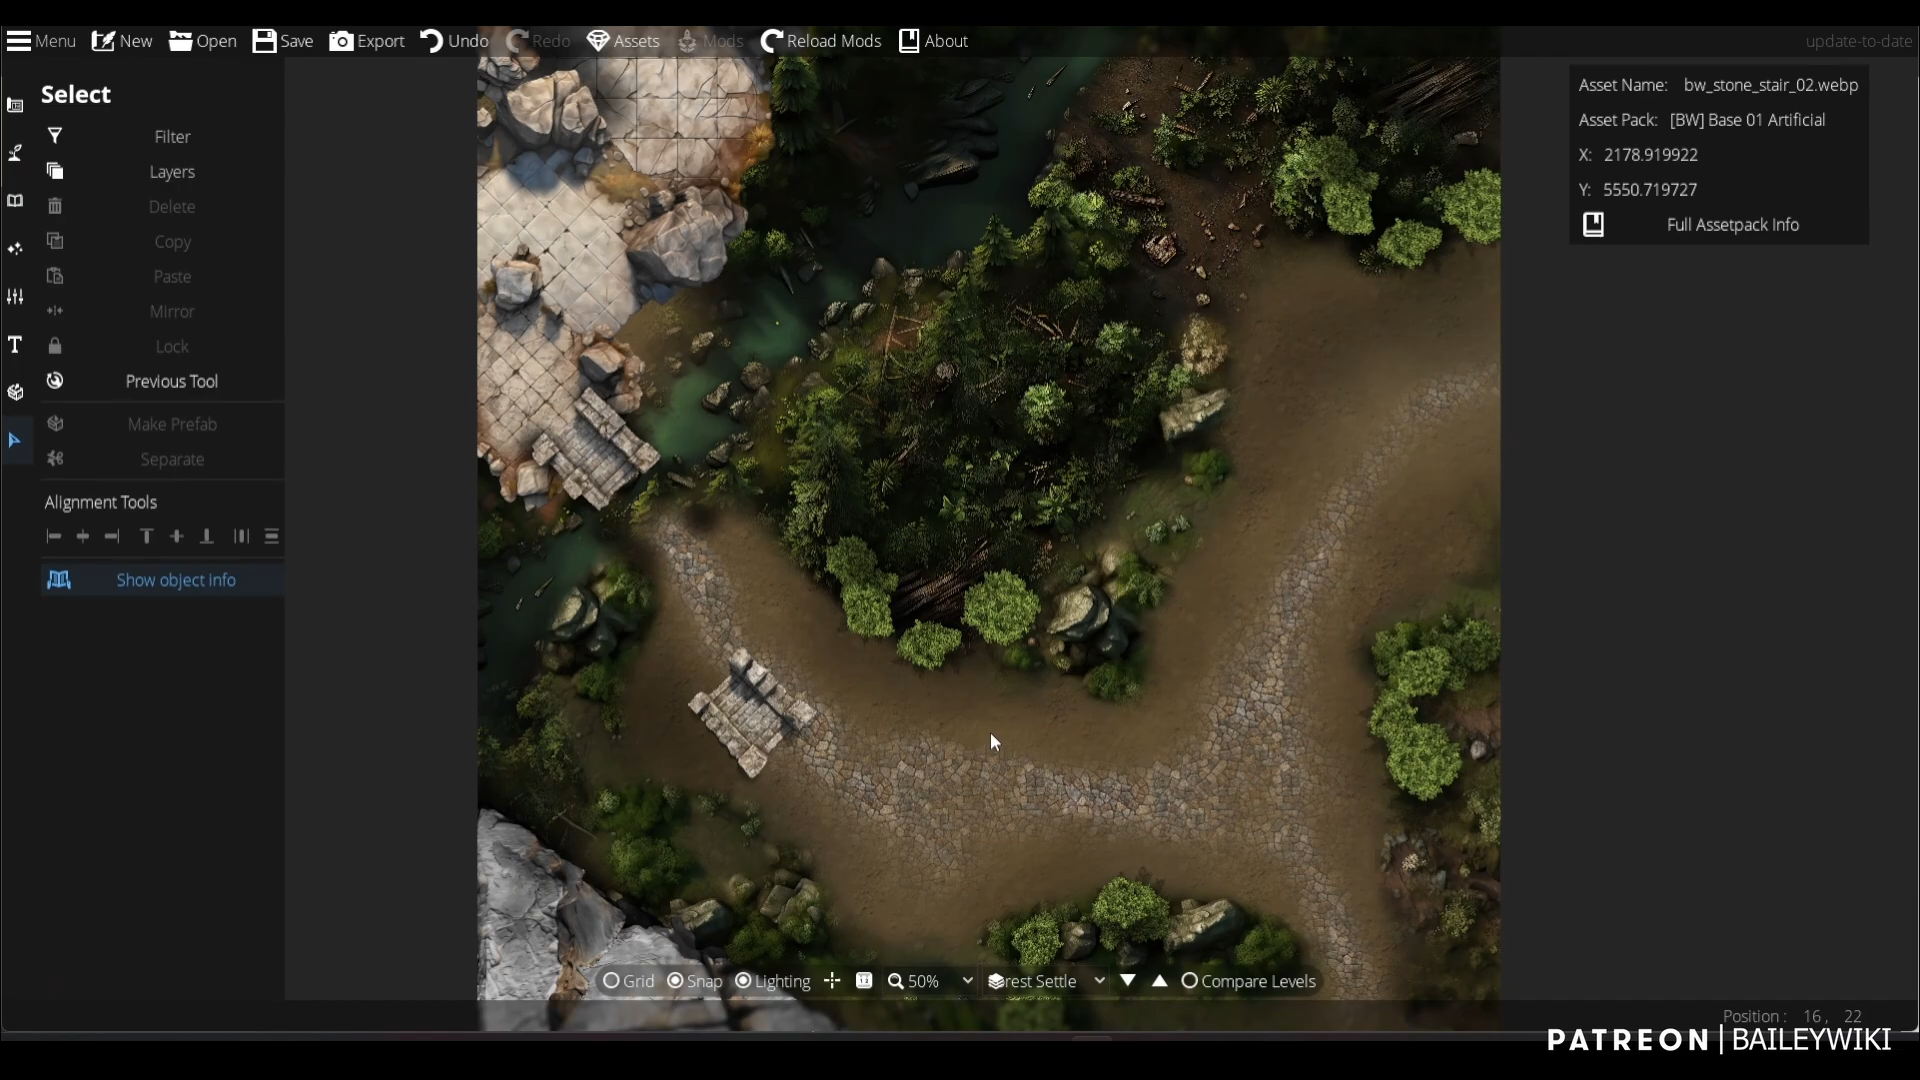 Menu New Open Save Export Undo Redo Assets Mods Reload Mods About update-to-date
Select
Filter
Layers
Delete
Copy
Paste
Mirror
Lock
Previous Tool
Make Prefab
Separate
Alignment Tools
Show object info
Asset Name: bw_stone_stair_02.webp
Asset Pack: [BW] Base 01 Artificial
X: 2178.919922
Y: 5550.719727
Full Assetpack Info
Grid Snap Lighting 50% rest Settle Compare Levels
Position : 16 , 22
PATREON | BAILEYWIKI